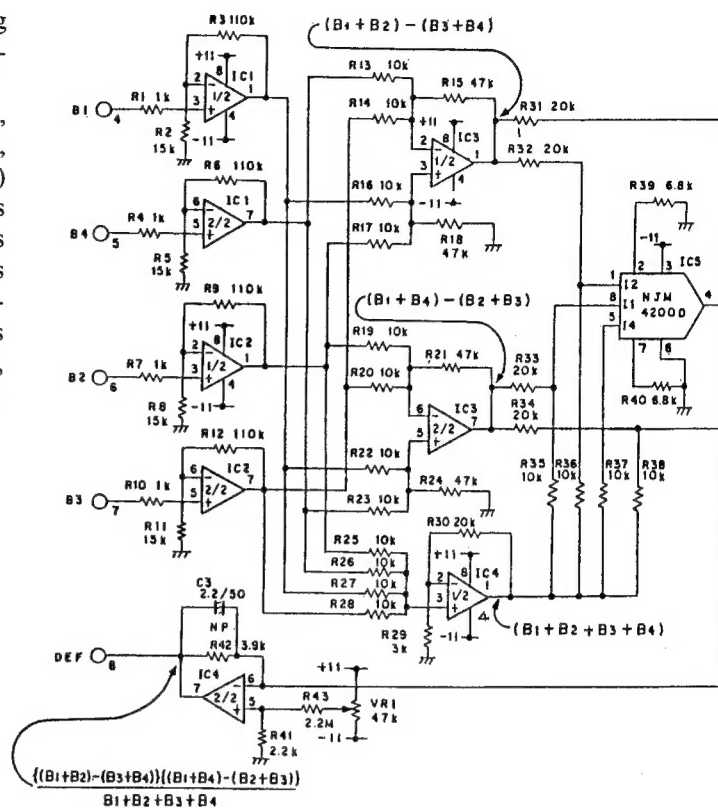 g
-
,
,
)
s
s
s
-
s
,
(B1+B2)-(B3+B4)
R3 110k
+11
2
8
IC1
1/2
1
3
4
-11
B1
4
R1 1k
R2
15k
R6 110k
6
IC1
2/2
7
5
B4
5
R4 1k
R5
15k
R9 110k
+11
2
8
IC2
1/2
1
3
4
-11
B2
6
R7 1k
R8
15k
R12 110k
6
IC2
2/2
7
5
B3
7
R10 1k
R11
15k
R13 10k
R14 10k
R15 47k
+11
2
8
IC3
1/2
1
3
4
-11
R16 10k
R17 10k
R18
47k
R31 20k
R32 20k
R39 6.8k
-11
2
3
IC5
1 I2
8 I1
5 I4
NJM
4200D
4
7
6
R40 6.8k
(B1+B4)-(B2+B3)
R19 10k
R20 10k
R21 47k
6
IC3
2/2
7
5
R22 10k
R23 10k
R24 47k
R33
20k
R34
20k
R35
10k
R36
10k
R37
10k
R38
10k
R25 10k
R26 10k
R27 10k
R28 10k
R30 20k
+11
2
8
IC4
1/2
1
3
4
-11
R29
3k
(B1+B2+B3+B4)
C3
2.2/50
NP
R42 3.9k
DEF
8
IC4
7
2/2
6
5
R43
2.2M
+11
VR1
47k
-11
R41
2.2k
{(B1+B2)-(B3+B4)}{(B1+B4)-(B2+B3)}
B1+B2+B3+B4